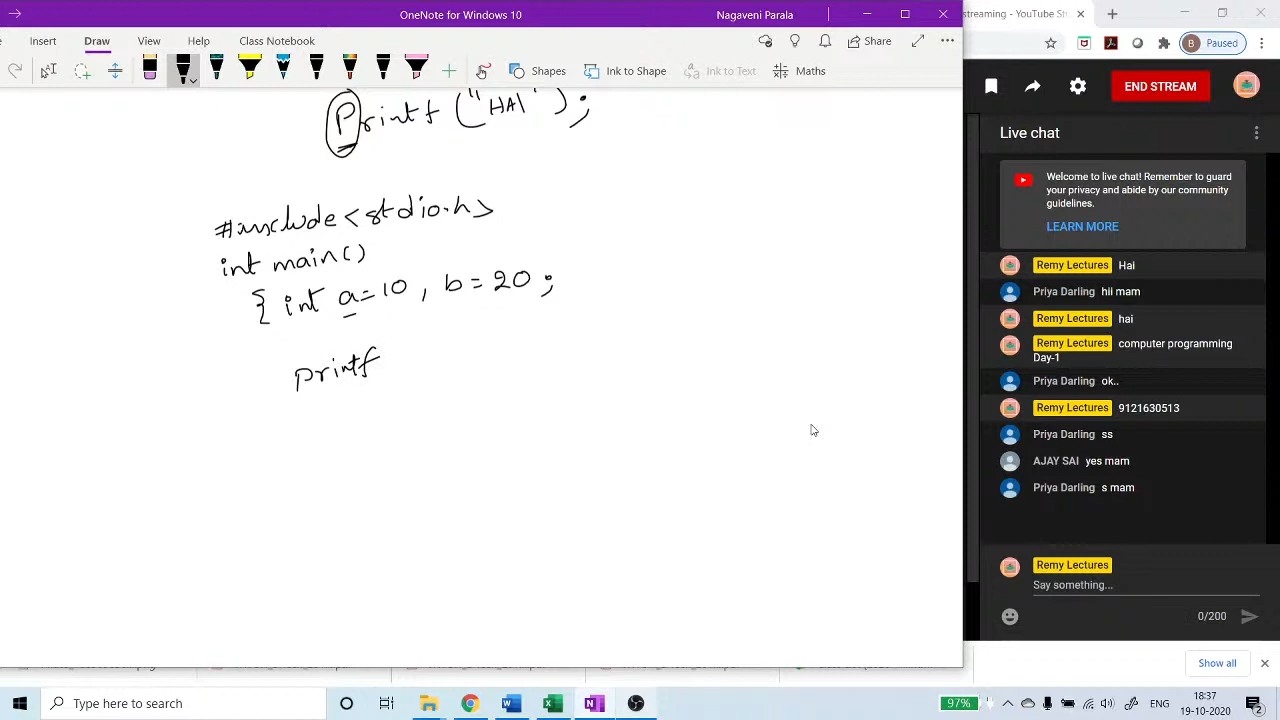 OneNote for Windows 10
Nagaveni Parala
streaming - YouTube St
Insert Draw View Help Class Notebook
Share
Shapes Ink to Shape Ink to Text Maths
B Paused
END STREAM
Printf ("HAI");
#include<stdio.h>
int main()
{ int a=10, b=20;
printf
Live chat
Welcome to live chat! Remember to guard
your privacy and abide by our community
guidelines.
LEARN MORE
Remy Lectures Hai
Priya Darling hii mam
Remy Lectures hai
Remy Lectures computer programming
Day-1
Priya Darling ok..
Remy Lectures 9121630513
Priya Darling ss
AJAY SAI yes mam
Priya Darling s mam
Remy Lectures
Say something...
0/200
Show all
Type here to search
97%
ENG
18:37
19-10-2020
2